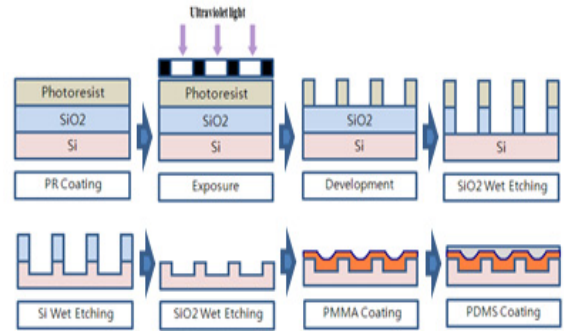 Ultraviolet light
Photoresist
SiO2
Si
PR Coating
Photoresist
SiO2
Si
Exposure
SiO2
Si
Development
Si
SiO2 Wet Etching
Si Wet Etching
SiO2 Wet Etching
PMMA Coating
PDMS Coating